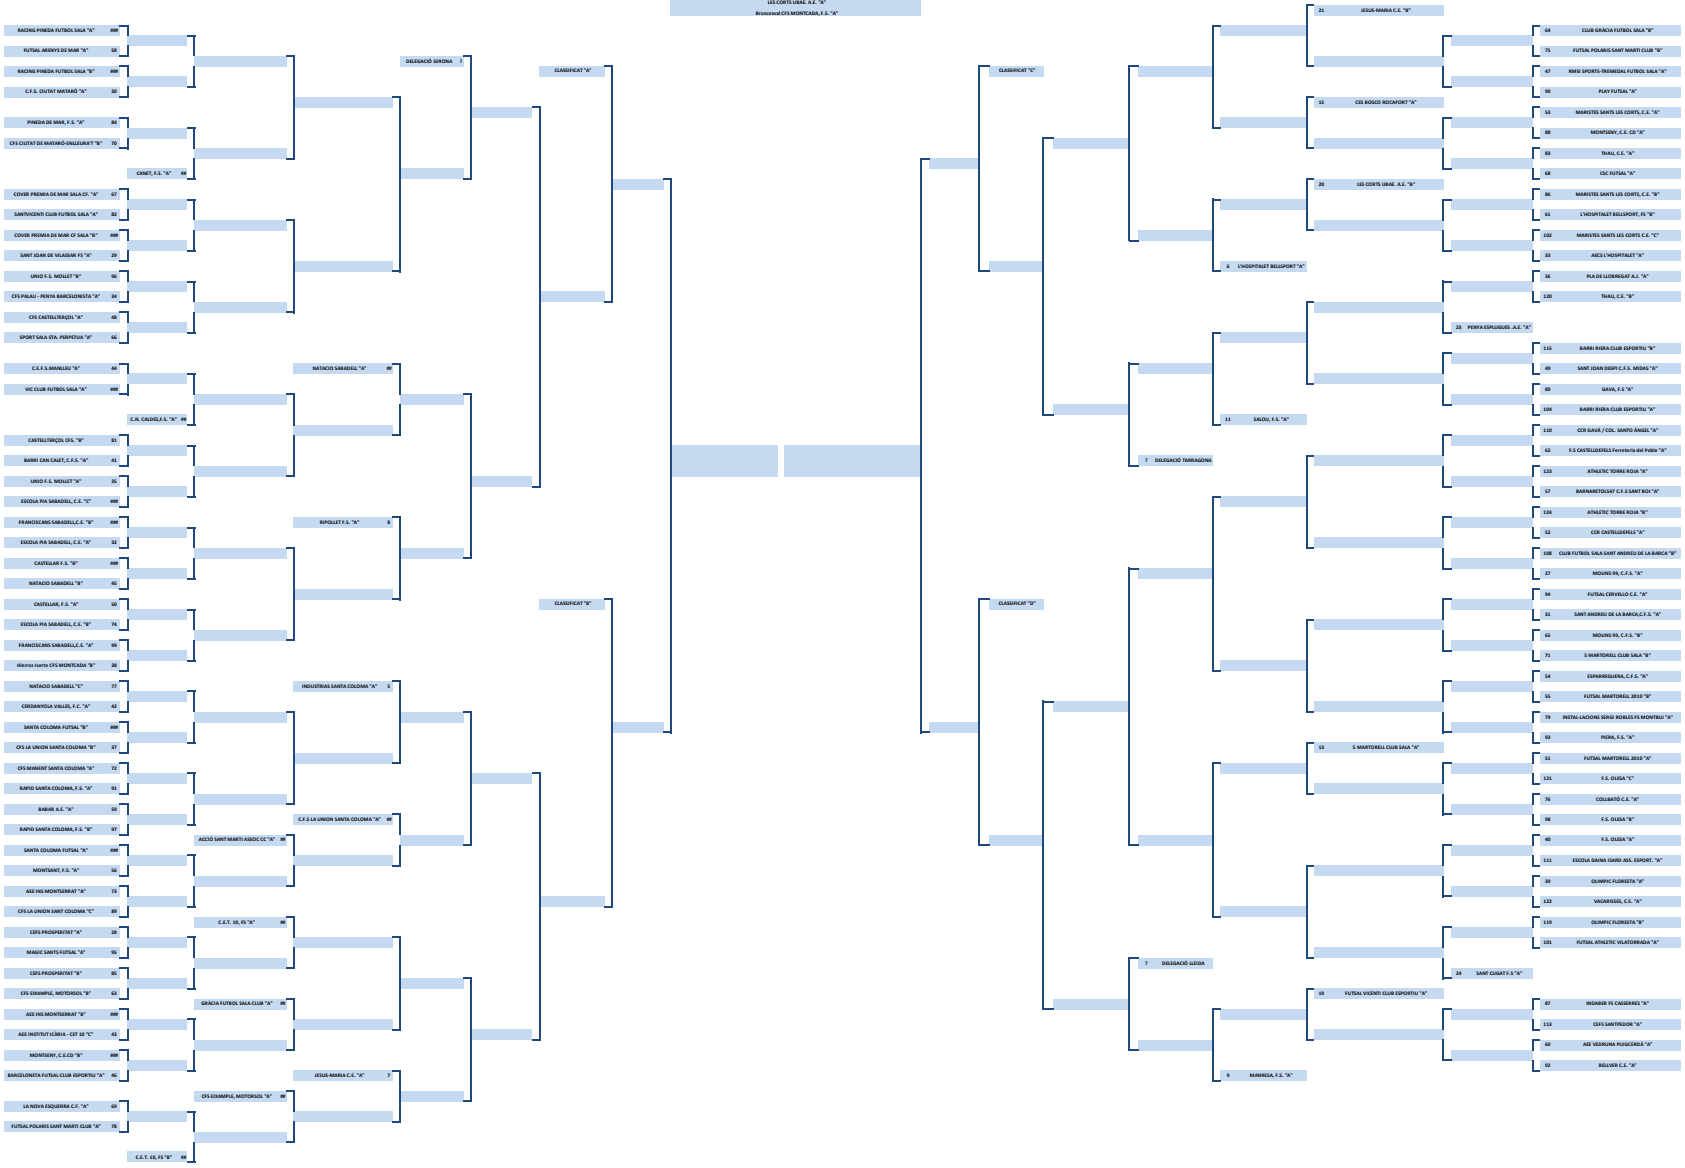 LES CORTS UBAE. A.E. "A"
Broncesval CFS MONTCADA, F.S. "A"
RACING PINEDA FUTBOL SALA "A" ###
FUTSAL ARENYS DE MAR "A" 58
RACING PINEDA FUTBOL SALA "B" ###
C.F.S. CIUTAT MATARÓ "A" 30
PINEDA DE MAR, F.S. "A" 84
CFS CIUTAT DE MATARÓ-ENLLEURA'T "B" 70
CANET, F.S. "A" ##
COVER PREMIA DE MAR SALA CF. "A" 67
SANTVICENTI CLUB FUTBOL SALA "A" 82
COVER PREMIA DE MAR CF SALA "B" ###
SANT JOAN DE VILASSAR FS "A" 29
UNIO F.S. MOLLET "B" 96
CFS PALAU - PENYA BARCELONISTA "A" 34
CFS CASTELLTERÇOL "A" 48
SPORT SALA STA. PERPETUA "A" 66
C.E.F.S.MANLLEU "A" 44
VIC CLUB FUTBOL SALA "A" ###
C.N. CALDES,F.S. "A" ##
CASTELLTERÇOL CFS. "B" 81
BARRI CAN CALET, C.F.S. "A" 41
UNIO F.S. MOLLET "A" 35
ESCOLA PIA SABADELL, C.E. "C" ###
FRANCISCANS SABADELL,C.E. "B" ###
ESCOLA PIA SABADELL, C.E. "A" 32
CASTELLAR F.S. "B" ###
NATACIO SABADELL "B" 45
CASTELLAR, F.S. "A" 50
ESCOLA PIA SABADELL, C.E. "B" 74
FRANCISCANS SABADELL,C.E. "A" 99
Hierros Iserte CFS MONTCADA "B" 38
NATACIO SABADELL "C" 77
CERDANYOLA VALLES, F.C. "A" 42
SANTA COLOMA FUTSAL "B" ###
CFS LA UNION SANTA COLOMA "B" 37
CFS MANENT SANTA COLOMA "A" 72
RAPID SANTA COLOMA, F.S. "A" 91
BABAR A.E. "A" 59
RAPID SANTA COLOMA, F.S. "B" 97
SANTA COLOMA FUTSAL "A" ###
MONTSANT, F.S. "A" 56
AEE INS MONTSERRAT "A" 73
CFS LA UNION SANT COLOMA "C" 89
CEFS PROSPERITAT "A" 28
MAGIC SANTS FUTSAL "A" 95
CEFS PROSPERITAT "B" 85
CFS EIXAMPLE, MOTORSOL "B" 63
AEE INS MONTSERRAT "B" ###
AEE INSTITUT ICÀRIA - CET 10 "C" 43
MONTSENY, C.E.CD "B" ###
BARCELONETA FUTSAL CLUB ESPORTIU "A" 46
LA NOVA ESQUERRA C.F. "A" 69
FUTSAL POLARIS SANT MARTI CLUB "A" 78
C.E.T. 10, FS "B" ##
ACCIÓ SANT MARTI ASSOC CC "A" ##
C.E.T. 10, FS "A" ##
GRÀCIA FUTBOL SALA CLUB "A" ##
CFS EIXAMPLE, MOTORSOL "A" ##
NATACIO SABADELL "A" ##
RIPOLLET F.S. "A" 8
INDUSTRIAS SANTA COLOMA "A" 5
C.F.S LA UNION SANTA COLOMA "A" ##
JESUS-MARIA C.E. "A" 7
DELEGACIÓ GIRONA ?
CLASSIFICAT "A"
CLASSIFICAT "B"
CLASSIFICAT "C"
CLASSIFICAT "D"
? DELEGACIÓ TARRAGONA
? DELEGACIÓ LLEIDA
6 L'HOSPITALET BELLSPORT "A"
11 SALOU, F.S. "A"
9 MANRESA, F.S. "A"
21 JESUS-MARIA C.E. "B"
15 CES BOSCO ROCAFORT "A"
20 LES CORTS UBAE. A.E. "B"
13 5 MARTORELL CLUB SALA "A"
19 FUTSAL VICENTI CLUB ESPORTIU "A"
23 PENYA ESPLUGUES .A.E. "A"
24 SANT CUGAT F.S "A"
64 CLUB GRÀCIA FUTBOL SALA "B"
75 FUTSAL POLARIS SANT MARTI CLUB "B"
47 RMSI SPORTS-TREMEDAL FUTBOL SALA "A"
90 PLAY FUTSAL "A"
53 MARISTES SANTS LES CORTS, C.E. "A"
88 MONTSENY, C.E. CD "A"
83 THAU, C.E. "A"
68 CSC FUTSAL "A"
86 MARISTES SANTS LES CORTS, C.E. "B"
61 L'HOSPITALET BELLSPORT, FS "B"
102 MARISTES SANTS LES CORTS C.E. "C"
33 AECS L'HOSPITALET "A"
36 PLA DE LLOBREGAT A.J. "A"
120 THAU, C.E. "B"
115 BARRI RIERA CLUB ESPORTIU "B"
49 SANT JOAN DESPI C.F.S. MIDAS "A"
80 GAVA, F.S "A"
104 BARRI RIERA CLUB ESPORTIU "A"
110 CCR GAVÀ / COL. SANTO ÁNGEL "A"
62 F.S CASTELLDEFELS Ferreteria del Poble "A"
123 ATHLETIC TORRE ROJA "A"
57 BARNARETOLSA7 C.F.S SANT BOI "A"
124 ATHLETIC TORRE ROJA "B"
52 CCR CASTELLDEFELS "A"
108 CLUB FUTBOL SALA SANT ANDREU DE LA BARCA "B"
27 MOLINS 99, C.F.S. "A"
94 FUTSAL CERVELLO C.E. "A"
31 SANT ANDREU DE LA BARCA,C.F.S. "A"
65 MOLINS 99, C.F.S. "B"
71 5 MARTORELL CLUB SALA "B"
54 ESPARREGUERA, C.F.S. "A"
55 FUTSAL MARTORELL 2010 "B"
79 INSTAL·LACIONS SERGI ROBLES FS MONTBUI "A"
93 PIERA, F.S. "A"
51 FUTSAL MARTORELL 2010 "A"
121 F.S. OLESA "C"
76 COLLBATÓ C.E. "A"
98 F.S. OLESA "B"
40 F.S. OLESA "A"
111 ESCOLA DAINA ISARD ASS. ESPORT. "A"
39 OLIMPIC FLORESTA "A"
122 VACARISSES, C.E. "A"
119 OLIMPIC FLORESTA "B"
101 FUTSAL ATHLETIC VILATORRADA "A"
87 INDABER FS CASSERRES "A"
113 CEFS SANTPEDOR "A"
60 AEE VEDRUNA PUIGCERDÀ "A"
92 BELLVER C.E. "A"